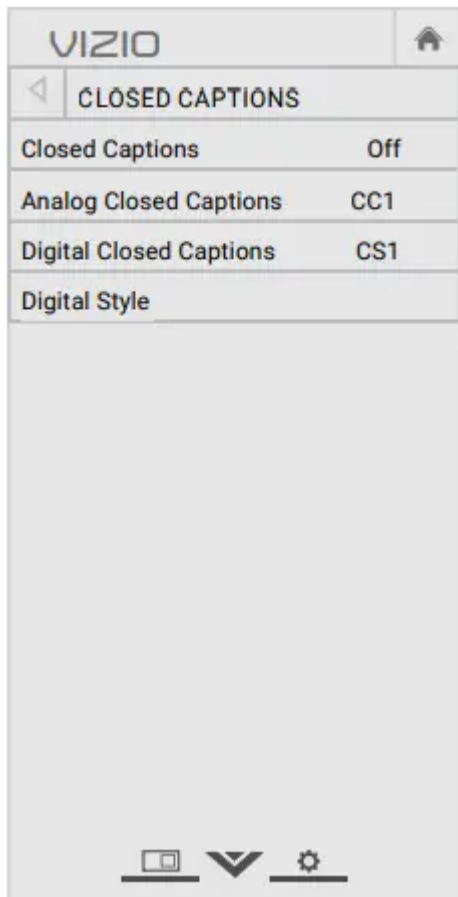 VIZIO
CLOSED CAPTIONS
Closed Captions Off
Analog Closed Captions CC1
Digital Closed Captions CS1
Digital Style